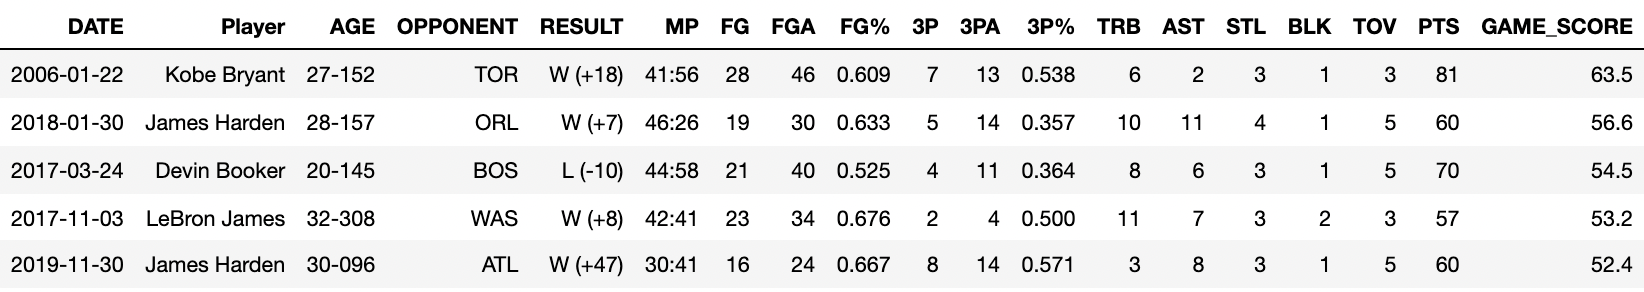 DATE Player AGE OPPONENT RESULT MP FG FGA FG% 3P 3PA 3P% TRB AST STL BLK TOV PTS GAME_SCORE
2006-01-22 Kobe Bryant 27-152 TOR W (+18) 41:56 28 46 0.609 7 13 0.538 6 2 3 1 3 81 63.5
2018-01-30 James Harden 28-157 ORL W (+7) 46:26 19 30 0.633 5 14 0.357 10 11 4 1 5 60 56.6
2017-03-24 Devin Booker 20-145 BOS L (-10) 44:58 21 40 0.525 4 11 0.364 8 6 3 1 5 70 54.5
2017-11-03 LeBron James 32-308 WAS W (+8) 42:41 23 34 0.676 2 4 0.500 11 7 3 2 3 57 53.2
2019-11-30 James Harden 30-096 ATL W (+47) 30:41 16 24 0.667 8 14 0.571 3 8 3 1 5 60 52.4